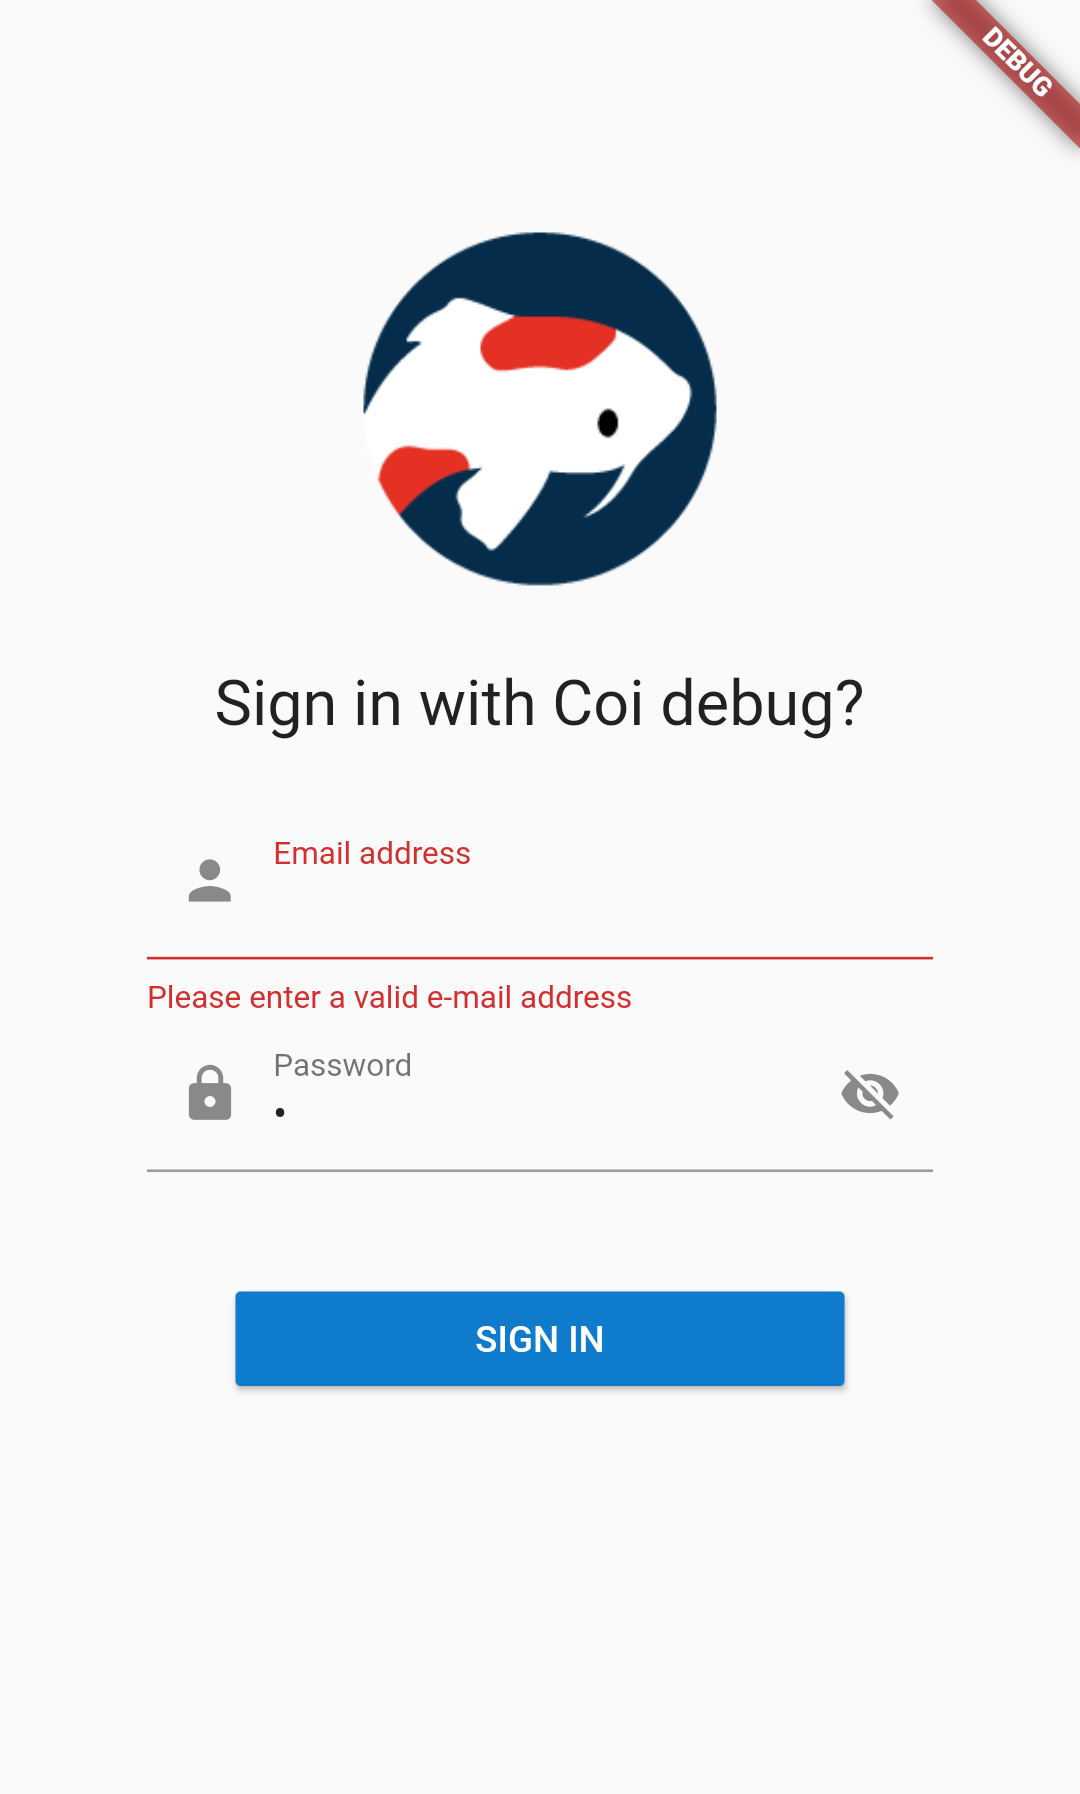 DEBUG
Sign in with Coi debug?
Email address
Please enter a valid e-mail address
Password
•
SIGN IN